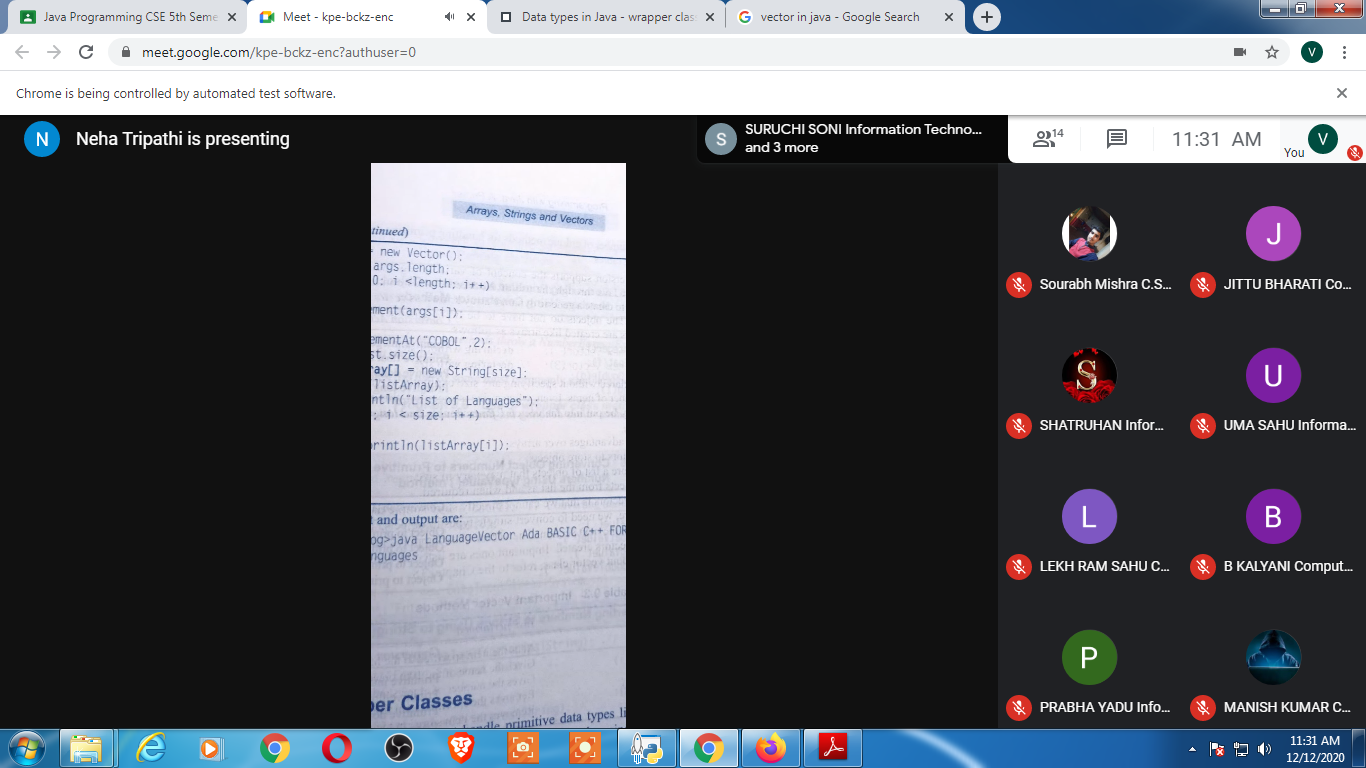 Java Programming CSE 5th Seme
Meet - kpe-bckz-enc
Data types in Java - wrapper clas
vector in java - Google Search
meet.google.com/kpe-bckz-enc?authuser=0
V
Chrome is being controlled by automated test software.
N
Neha Tripathi is presenting
S
SURUCHI SONI Information Techno...
and 3 more
14
11:31 AM
You
V
Arrays, Strings and Vectors
tinued)
= new Vector();
args.length;
0; i <length; i++)
ement(args[i]);
ementAt("COBOL",2);
st.size();
ray[] = new String[size];
listArray);
ntln("List of Languages");
; i < size; i++)
println(listArray[i]);
t and output are:
og>java LanguageVector Ada BASIC C++ FOR
nguages
per Classes
handle primitive data types li
Sourabh Mishra C.S...
J
JITTU BHARATI Co...
S
SHATRUHAN Infor...
U
UMA SAHU Informa...
L
LEKH RAM SAHU C...
B
B KALYANI Comput...
P
PRABHA YADU Info...
MANISH KUMAR C...
11:31 AM
12/12/2020